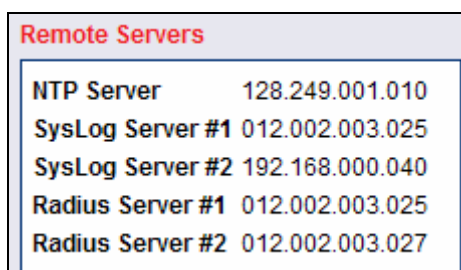 Remote Servers
NTP Server 128.249.001.010
SysLog Server #1 012.002.003.025
SysLog Server #2 192.168.000.040
Radius Server #1 012.002.003.025
Radius Server #2 012.002.003.027